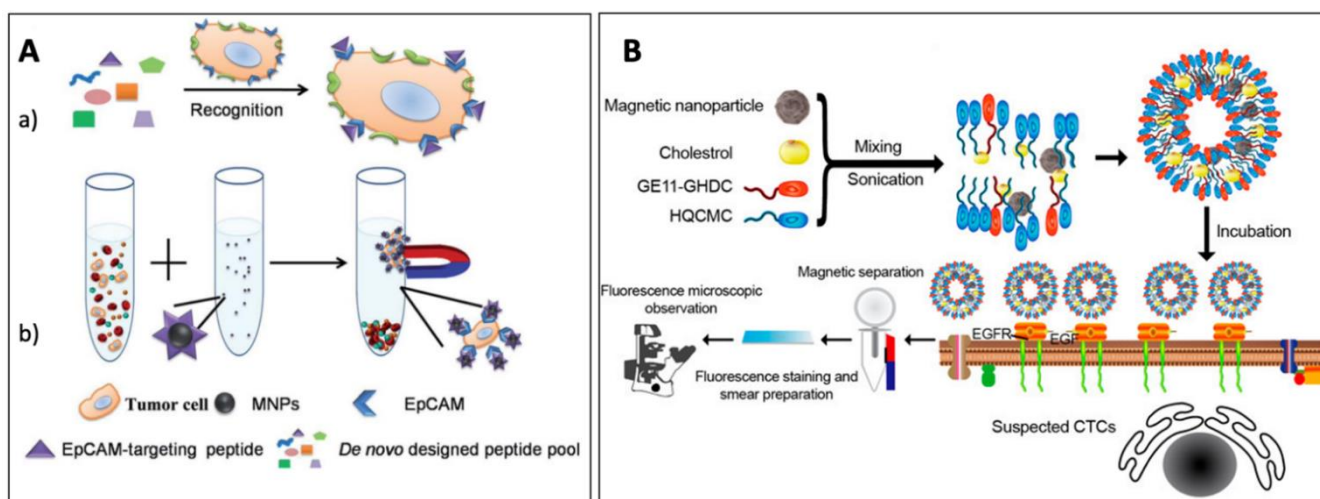 A
a)
Recognition
b)
Tumor cell
MNPs
EpCAM
EpCAM-targeting peptide
De novo designed peptide pool
B
Magnetic nanoparticle
Cholestrol
GE11-GHDC
HQCMC
Mixing
Sonication
Incubation
Magnetic separation
Fluorescence microscopic
observation
Fluorescence staining and
smear preparation
EGFR
EGF
Suspected CTCs